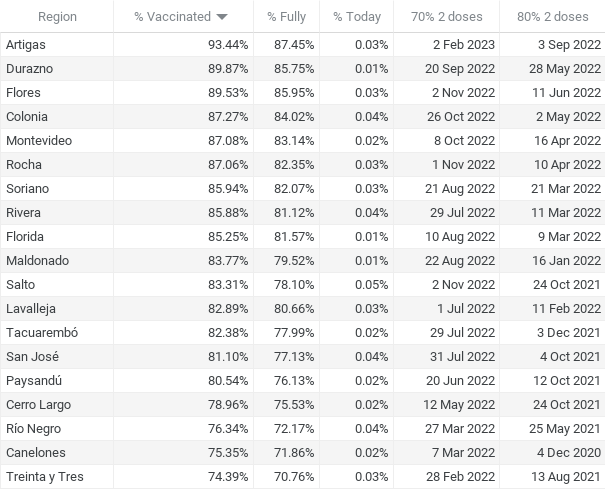 Region % Vaccinated % Fully % Today 70% 2 doses 80% 2 doses
Artigas 93.44% 87.45% 0.03% 2 Feb 2023 3 Sep 2022
Durazno 89.87% 85.75% 0.01% 20 Sep 2022 28 May 2022
Flores 89.53% 85.95% 0.03% 2 Nov 2022 11 Jun 2022
Colonia 87.27% 84.02% 0.04% 26 Oct 2022 2 May 2022
Montevideo 87.08% 83.14% 0.02% 8 Oct 2022 16 Apr 2022
Rocha 87.06% 82.35% 0.03% 1 Nov 2022 10 Apr 2022
Soriano 85.94% 82.07% 0.03% 21 Aug 2022 21 Mar 2022
Rivera 85.88% 81.12% 0.04% 29 Jul 2022 11 Mar 2022
Florida 85.25% 81.57% 0.01% 10 Aug 2022 9 Mar 2022
Maldonado 83.77% 79.52% 0.01% 22 Aug 2022 16 Jan 2022
Salto 83.31% 78.10% 0.05% 2 Nov 2022 24 Oct 2021
Lavalleja 82.89% 80.66% 0.03% 1 Jul 2022 11 Feb 2022
Tacuarembó 82.38% 77.99% 0.02% 29 Jul 2022 3 Dec 2021
San José 81.10% 77.13% 0.04% 31 Jul 2022 4 Oct 2021
Paysandú 80.54% 76.13% 0.02% 20 Jun 2022 12 Oct 2021
Cerro Largo 78.96% 75.53% 0.02% 12 May 2022 24 Oct 2021
Río Negro 76.34% 72.17% 0.04% 27 Mar 2022 25 May 2021
Canelones 75.35% 71.86% 0.02% 7 Mar 2022 4 Dec 2020
Treinta y Tres 74.39% 70.76% 0.03% 28 Feb 2022 13 Aug 2021